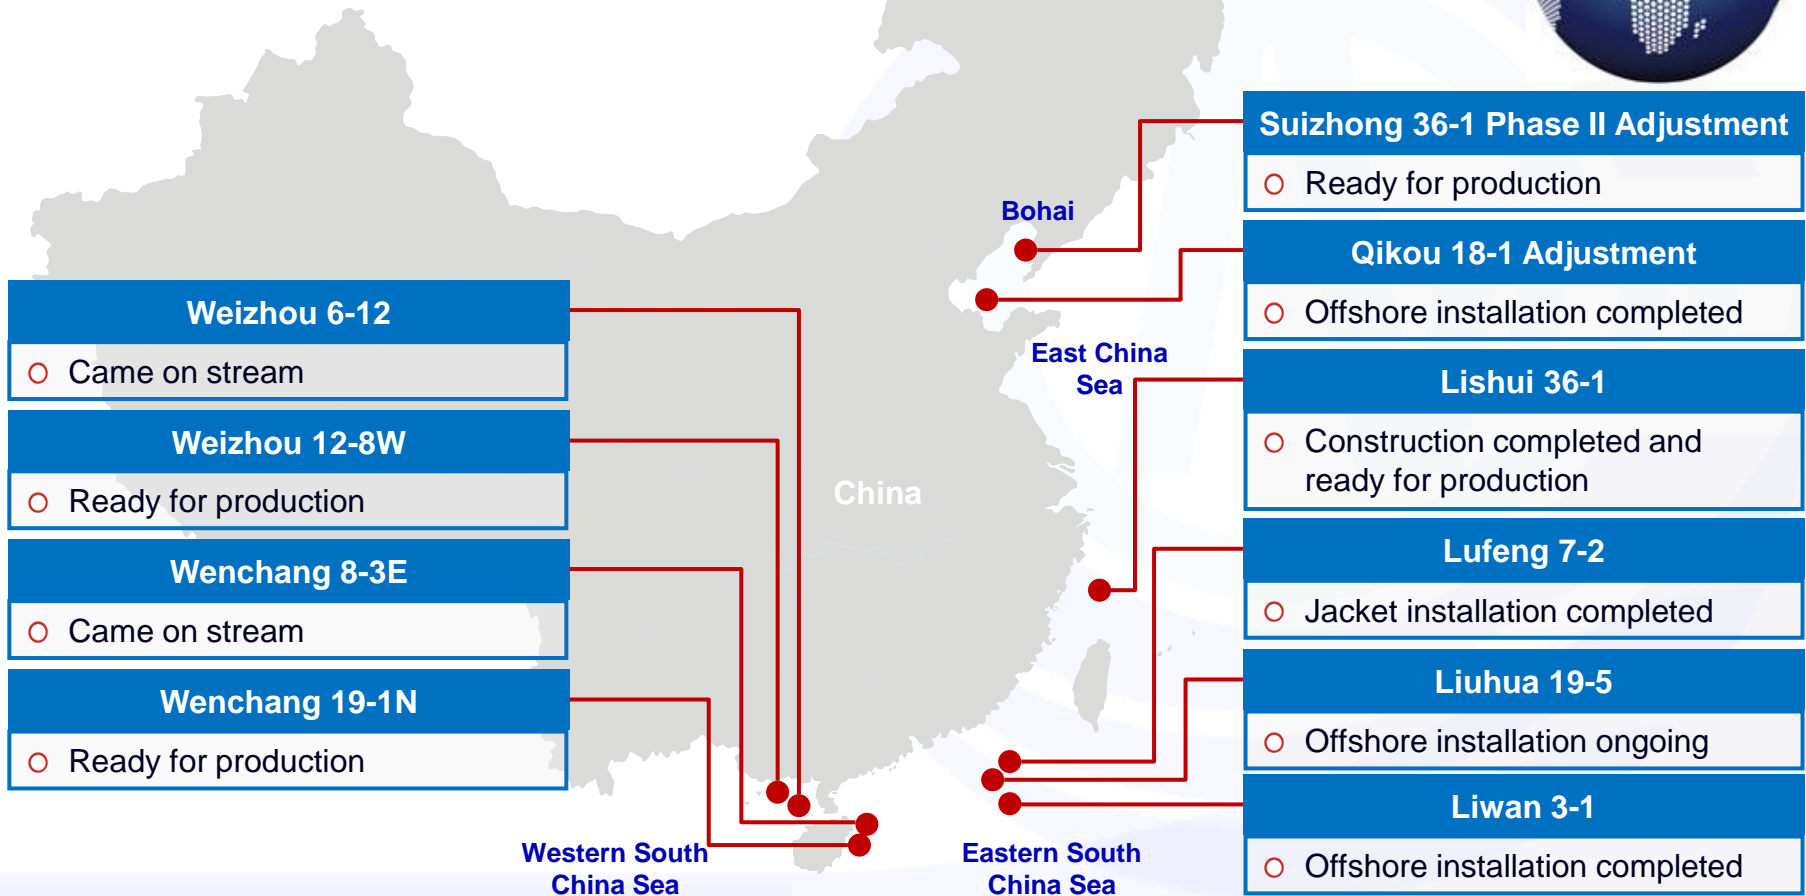 Suizhong 36-1 Phase II Adjustment
Ready for production
Bohai
Qikou 18-1 Adjustment
Offshore installation completed
East China
Sea
Lishui 36-1
Construction completed and
ready for production
Lufeng 7-2
Jacket installation completed
Liuhua 19-5
Offshore installation ongoing
Liwan 3-1
Offshore installation completed
Weizhou 6-12
Came on stream
Weizhou 12-8W
Ready for production
Wenchang 8-3E
Came on stream
Wenchang 19-1N
Ready for production
China
Western South
China Sea
Eastern South
China Sea